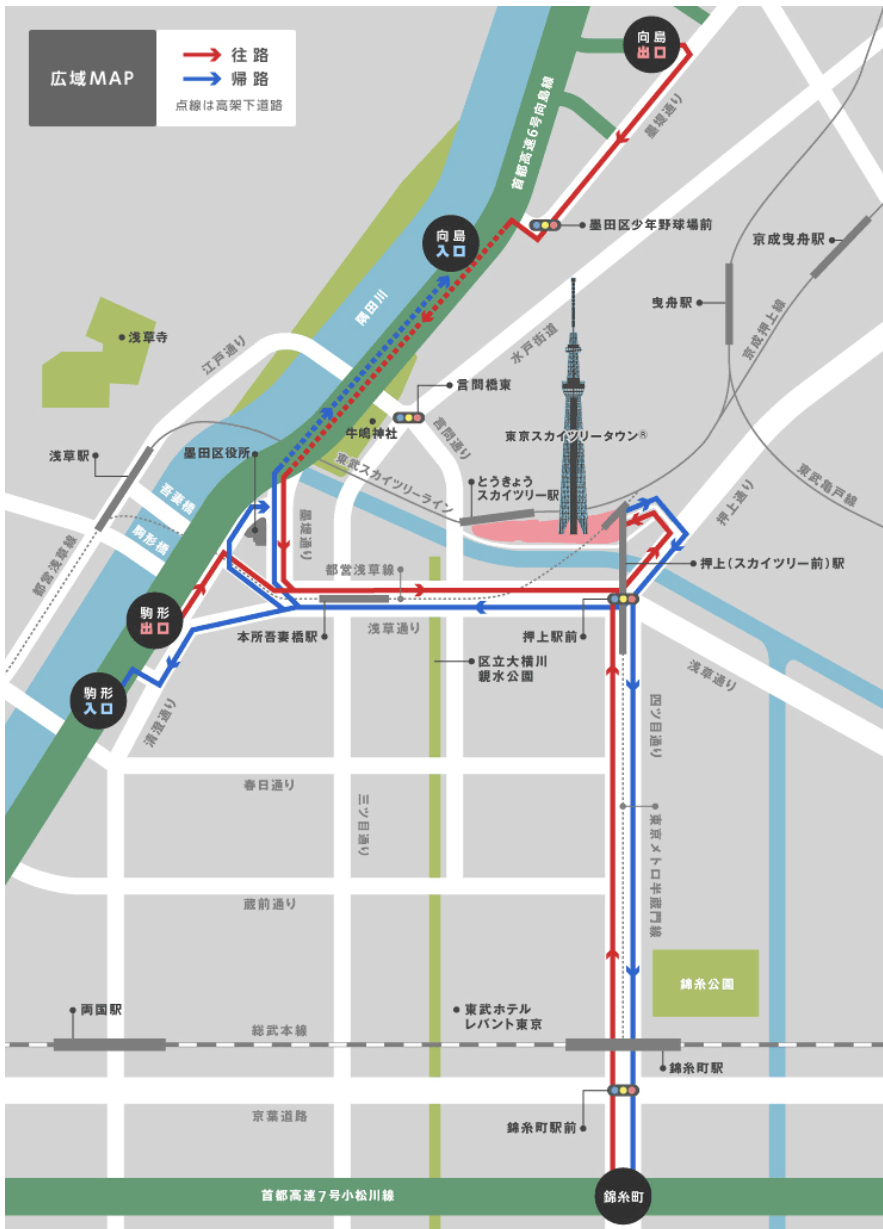 広域MAP
往路
帰路
点線は高架下道路
向島
出口
首都高速6号向島線
墨堤通り
墨田区少年野球場前
向島
入口
京成曳舟駅
曳舟駅
京成押上線
隅田川
浅草寺
江戸通り
水戸街道
言問橋東
言問通り
牛嶋神社
東京スカイツリータウン®
浅草駅
墨田区役所
東武スカイツリーライン
とうきょう
スカイツリー駅
東武亀戸線
押上通り
吾妻橋
駒形橋
墨堤通り
都営浅草線
都営浅草線
押上(スカイツリー前)駅
駒形
出口
本所吾妻橋駅
浅草通り
押上駅前
区立大横川
親水公園
浅草通り
駒形
入口
清澄通り
四ツ目通り
春日通り
三ツ目通り
東京メトロ半蔵門線
蔵前通り
錦糸公園
両国駅
総武本線
東武ホテル
レバント東京
錦糸町駅
京葉道路
錦糸町駅前
首都高速7号小松川線
錦糸町